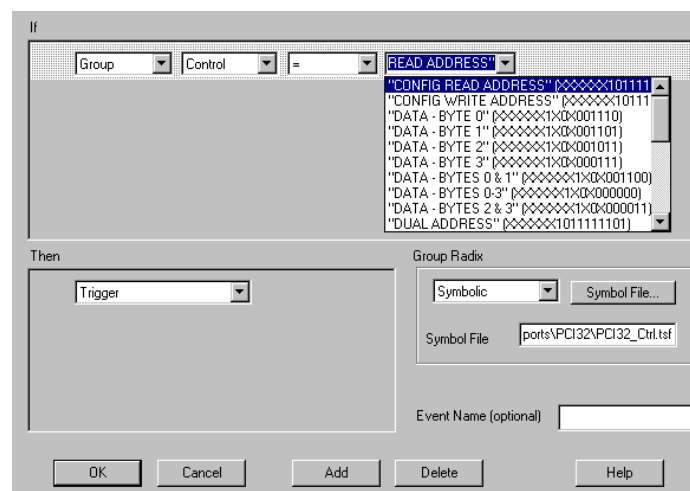 If
Group Control = READ ADDRESS"
"CONFIG READ ADDRESS" (XXXXXX101111
"CONFIG WRITE ADDRESS" (XXXXXX10111
"DATA - BYTE 0" (XXXXXX1X0X001110)
"DATA - BYTE 1" (XXXXXX1X0X001101)
"DATA - BYTE 2" (XXXXXX1X0X001011)
"DATA - BYTE 3" (XXXXXX1X0X000111)
"DATA - BYTES 0 & 1" (XXXXXX1X0X001100)
"DATA - BYTES 0-3" (XXXXXX1X0X000000)
"DATA - BYTES 2 & 3" (XXXXXX1X0X000011)
"DUAL ADDRESS" (XXXXXX1011111101)
Then
Trigger
Group Radix
Symbolic Symbol File...
Symbol File ports\PCI32\PCI32_Ctrl.tsf
Event Name (optional)
OK Cancel Add Delete Help